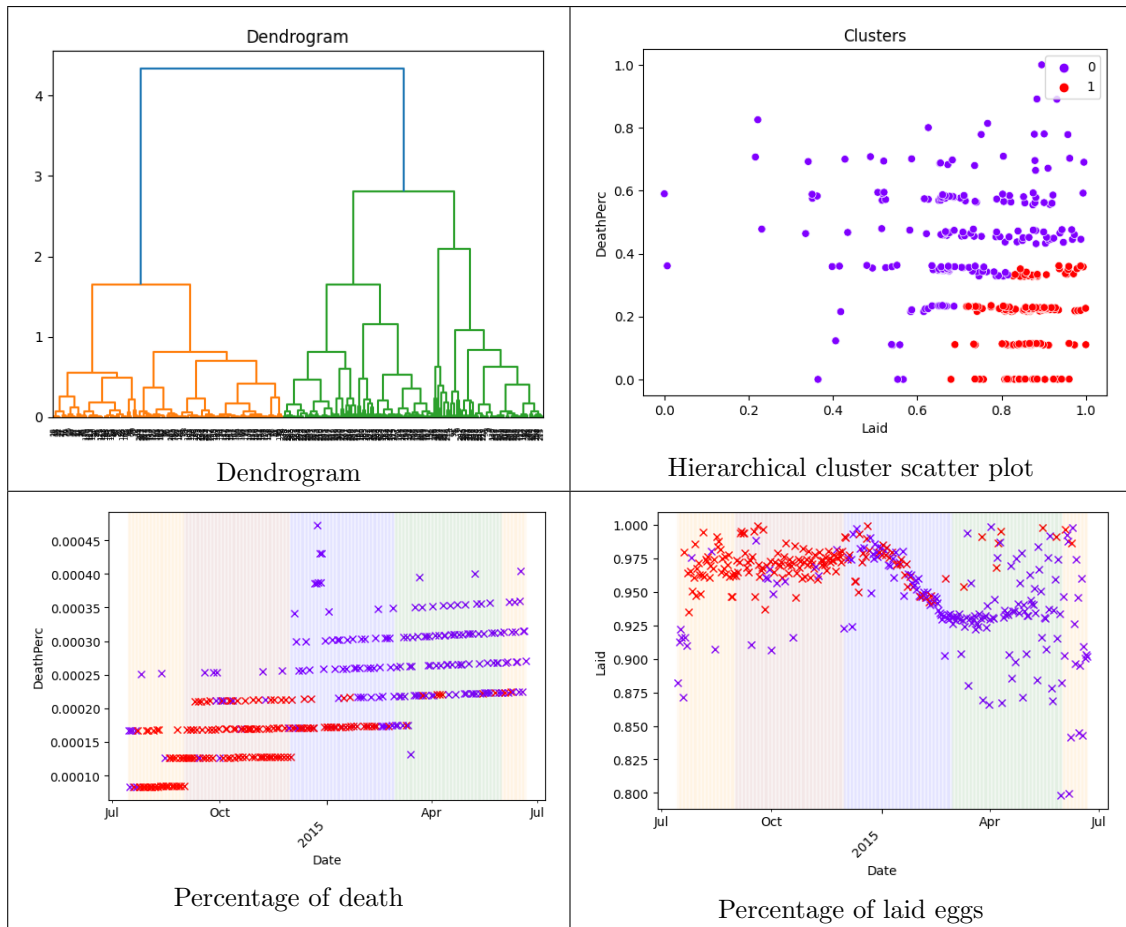 Dendrogram
4
3
2
1
0
Dendrogram
Clusters
0
1
1.0
0.8
0.6
0.4
0.2
0.0
DeathPerc
0.0 0.2 0.4 0.6 0.8 1.0
Laid
Hierarchical cluster scatter plot
0.00045
0.00040
0.00035
0.00030
0.00025
0.00020
0.00015
0.00010
DeathPerc
Jul Oct 2015 Apr Jul
Date
Percentage of death
1.000
0.975
0.950
0.925
0.900
0.875
0.850
0.825
0.800
Laid
Jul Oct 2015 Apr Jul
Date
Percentage of laid eggs